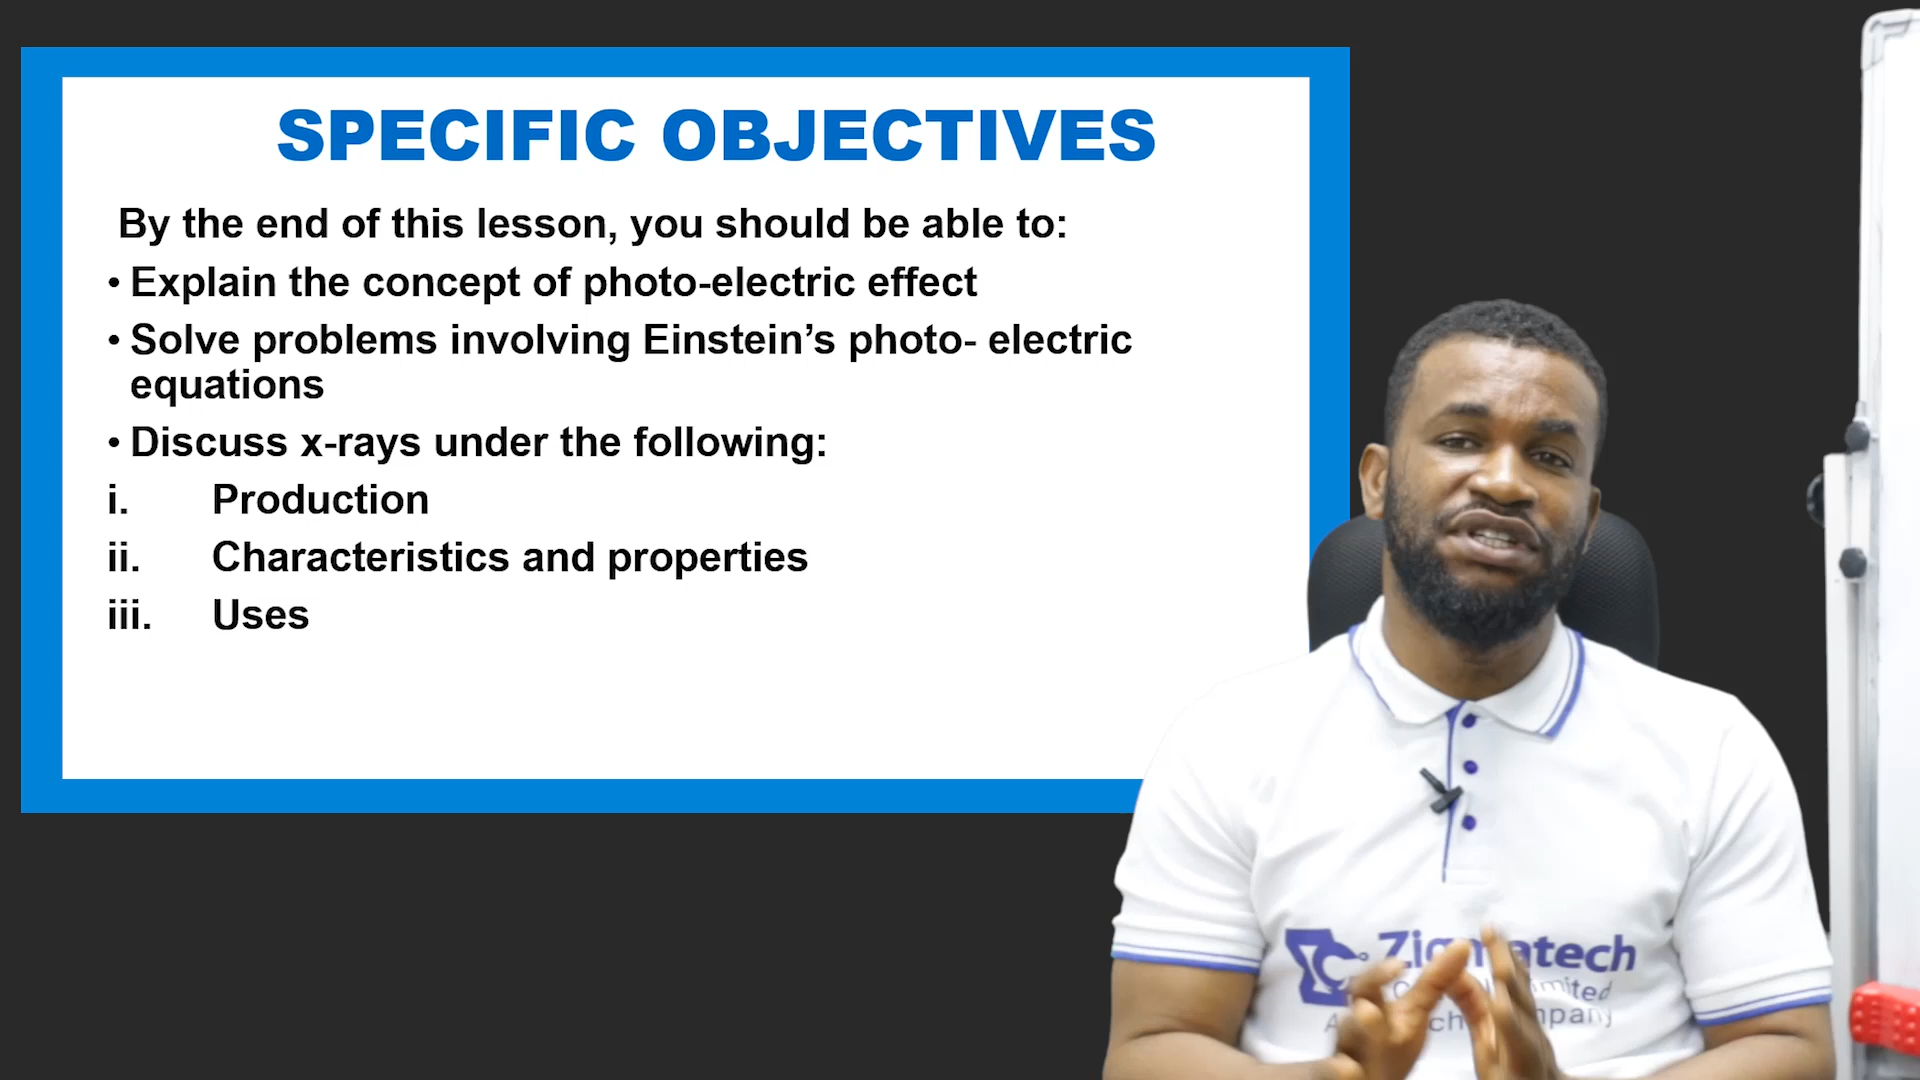 SPECIFIC OBJECTIVES
By the end of this lesson, you should be able to:
• Explain the concept of photo-electric effect
• Solve problems involving Einstein’s photo- electric
equations
• Discuss x-rays under the following:
i. Production
ii. Characteristics and properties
iii. Uses